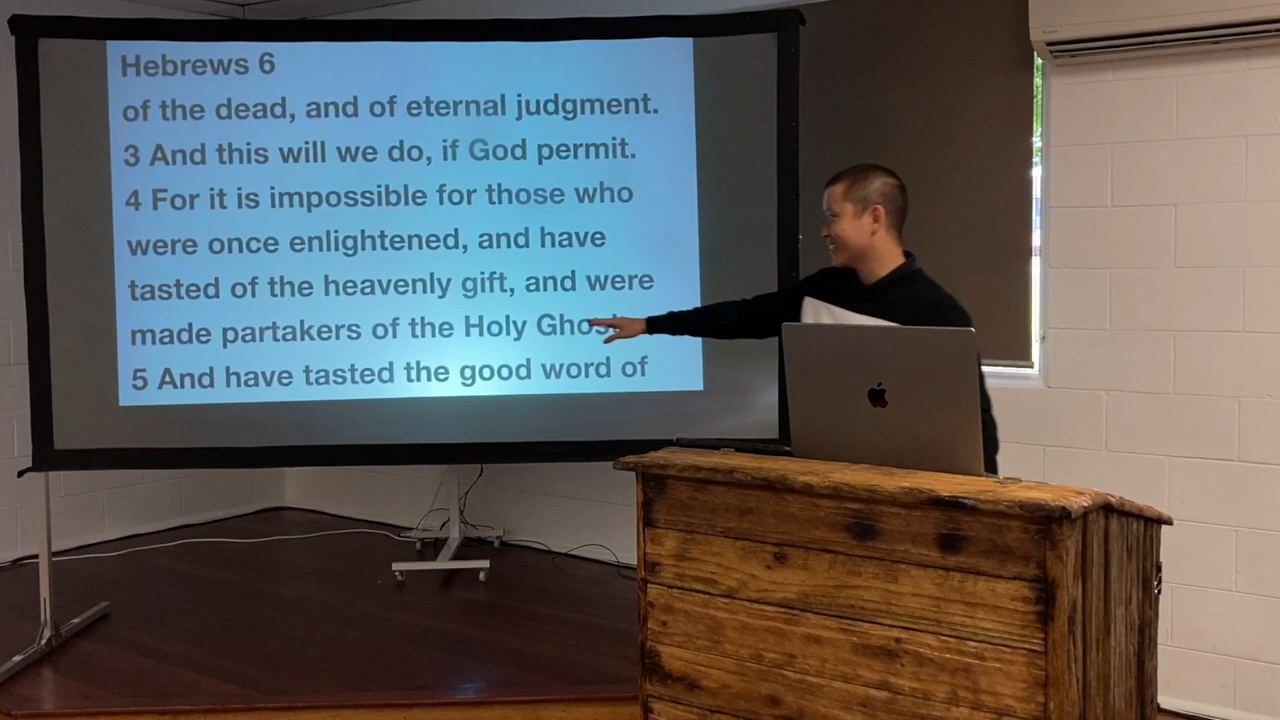 Hebrews 6
of the dead, and of eternal judgment.
3 And this will we do, if God permit.
4 For it is impossible for those who
were once enlightened, and have
tasted of the heavenly gift, and were
made partakers of the Holy Ghost
5 And have tasted the good word of